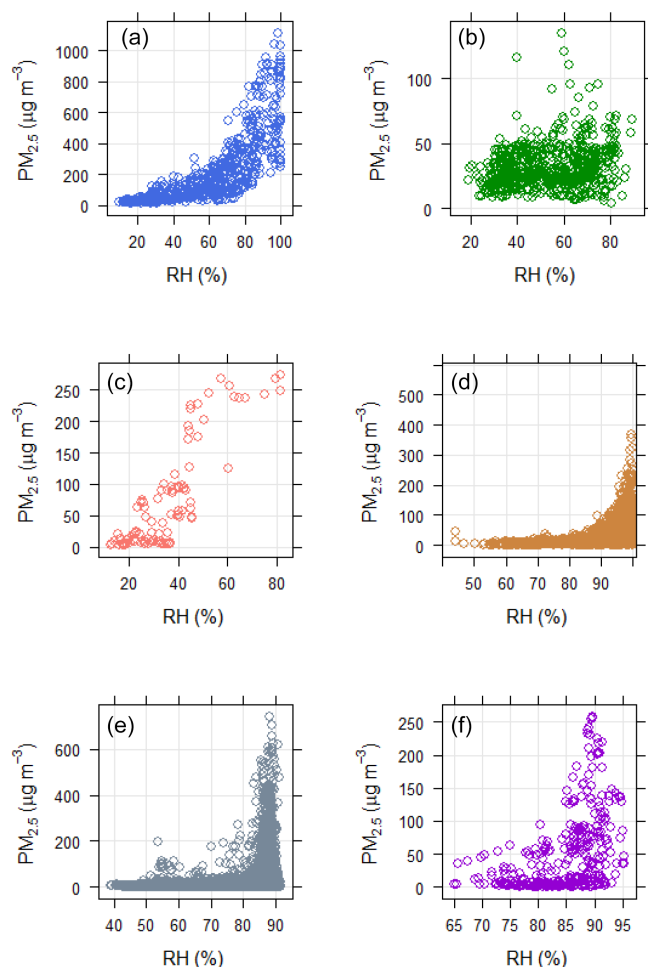 (a)
PM2.5 (µg m−3)
1000
800
600
400
200
0
20 40 60 80 100
RH (%)
(b)
PM2.5 (µg m−3)
100
50
0
20 40 60 80
RH (%)
(c)
PM2.5 (µg m−3)
250
200
150
100
50
0
20 40 60 80
RH (%)
(d)
PM2.5 (µg m−3)
500
400
300
200
100
0
50 60 70 80 90
RH (%)
(e)
PM2.5 (µg m−3)
600
400
200
0
40 50 60 70 80 90
RH (%)
(f)
PM2.5 (µg m−3)
250
200
150
100
50
0
65 70 75 80 85 90 95
RH (%)